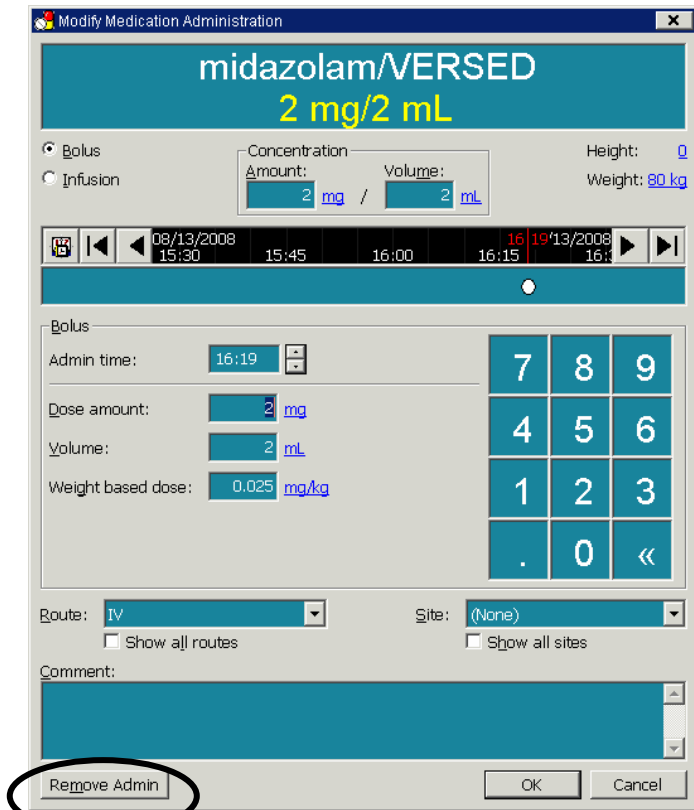 Modify Medication Administration
midazolam/VERSED
2 mg/2 mL
Bolus
Infusion
Concentration
Amount: Volume:
2 mg / 2 mL
Height: 0
Weight: 80 kg
08/13/2008 16 19'13/2008
15:30 15:45 16:00 16:15
Bolus
Admin time: 16:19
Dose amount: 2 mg
Volume: 2 mL
Weight based dose: 0.025 mg/kg
7 8 9
4 5 6
1 2 3
. 0 «
Route: IV Site: (None)
Show all routes Show all sites
Comment:
Remove Admin OK Cancel